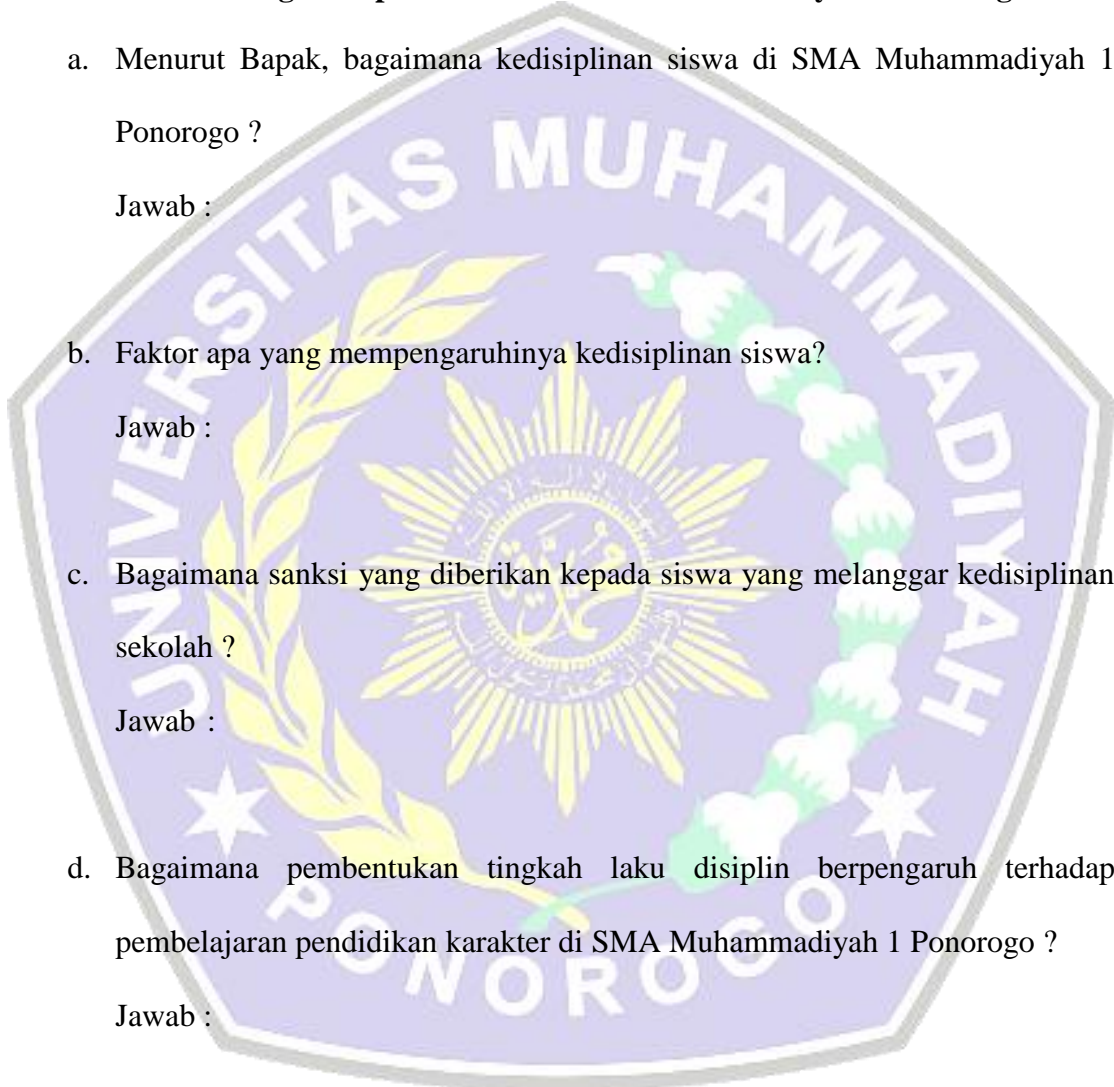 a. Menurut Bapak, bagaimana kedisiplinan siswa di SMA Muhammadiyah 1
Ponorogo ?
Jawab :
b. Faktor apa yang mempengaruhinya kedisiplinan siswa?
Jawab :
c. Bagaimana sanksi yang diberikan kepada siswa yang melanggar kedisiplinan
sekolah ?
Jawab :
d. Bagaimana pembentukan tingkah laku disiplin berpengaruh terhadap
pembelajaran pendidikan karakter di SMA Muhammadiyah 1 Ponorogo ?
Jawab :
UNIVERSITAS MUHAMMADIYAH
PONOROGO